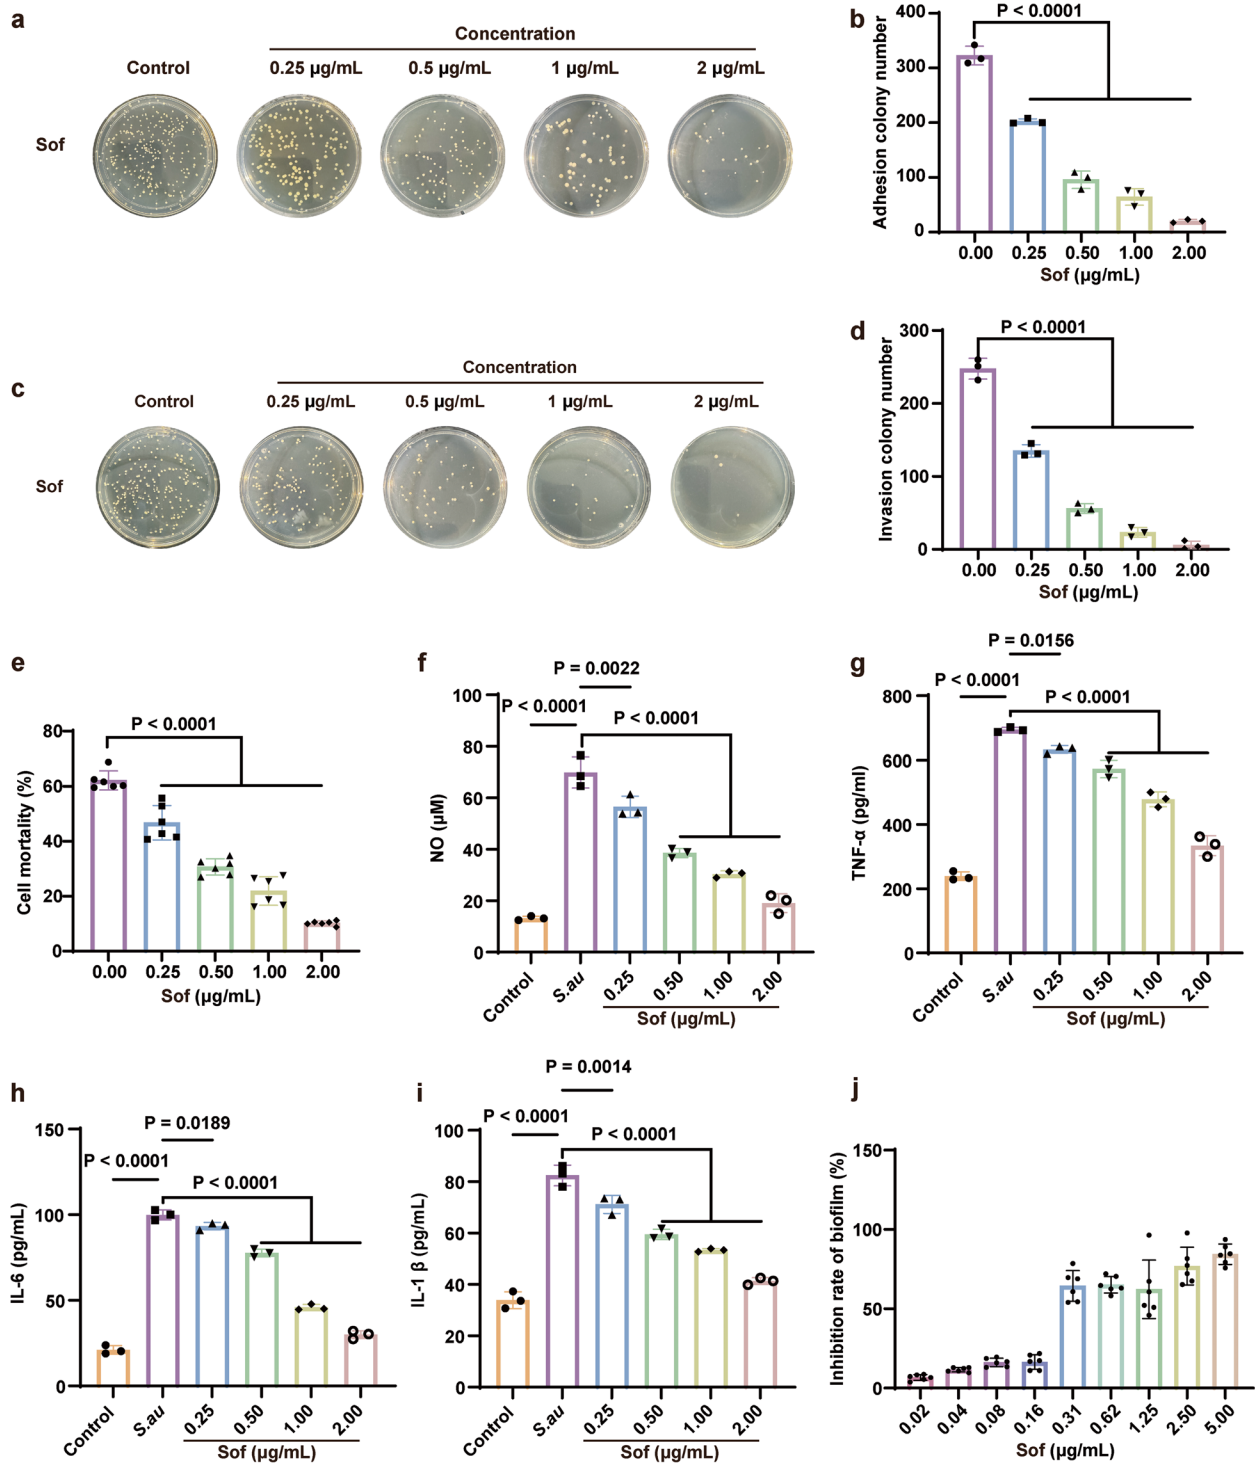 a
Concentration
Control
0.25 µg/mL
0.5 µg/mL
1 µg/mL
2 µg/mL
Sof
b
P < 0.0001
Adhesion colony number
400
300
200
100
0
0.00
0.25
0.50
1.00
2.00
Sof (µg/mL)
c
Concentration
Control
0.25 µg/mL
0.5 µg/mL
1 µg/mL
2 µg/mL
Sof
d
P < 0.0001
Invasion colony number
300
200
100
0
0.00
0.25
0.50
1.00
2.00
Sof (µg/mL)
e
P < 0.0001
Cell mortality (%)
80
60
40
20
0
0.00
0.25
0.50
1.00
2.00
Sof (µg/mL)
f
P = 0.0022
P < 0.0001
P < 0.0001
NO (µM)
100
80
60
40
20
0
Control
S.au
0.25
0.50
1.00
2.00
Sof (µg/mL)
g
P = 0.0156
P < 0.0001
P < 0.0001
TNF-α (pg/ml)
800
600
400
200
0
Control
S.au
0.25
0.50
1.00
2.00
Sof (µg/mL)
h
P = 0.0189
P < 0.0001
P < 0.0001
IL-6 (pg/mL)
150
100
50
0
Control
S.au
0.25
0.50
1.00
2.00
Sof (µg/mL)
i
P = 0.0014
P < 0.0001
P < 0.0001
IL-1 β (pg/mL)
100
80
60
40
20
0
Control
S.au
0.25
0.50
1.00
2.00
Sof (µg/mL)
j
Inhibition rate of biofilm (%)
150
100
50
0
0.02
0.04
0.08
0.16
0.31
0.62
1.25
2.50
5.00
Sof (µg/mL)